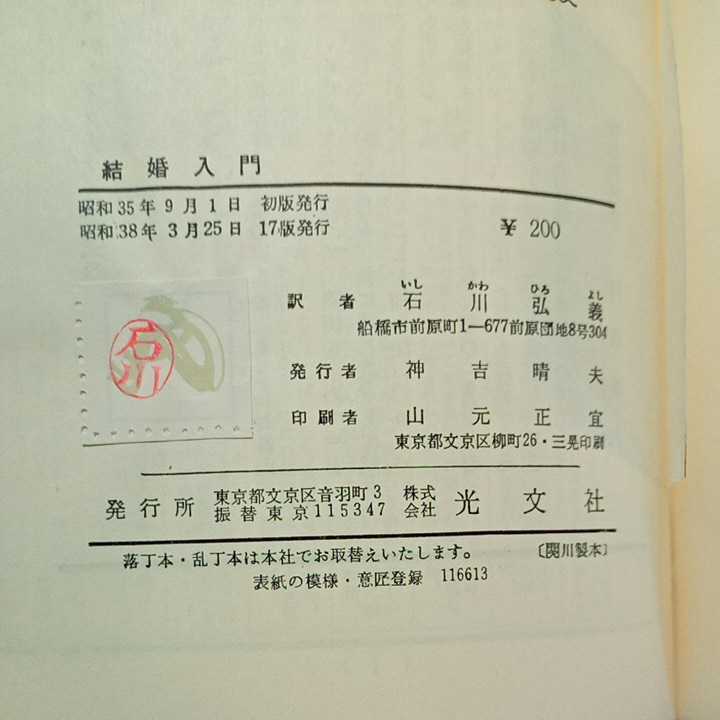 結婚入門
昭和35年9月1日 初版発行
昭和38年3月25日 17版発行
¥ 200
いし かわ ひろ よし
訳者 石川弘義
船橋市前原町1―677前原団地8号304
石川
発行者 神吉晴夫
印刷者 山元正宜
東京都文京区柳町26・三晃印刷
発行所 東京都文京区音羽町3 株式会社 光文社
振替東京115347
落丁本・乱丁本は本社でお取替えいたします。 〔関川製本〕
表紙の模様・意匠登録 116613